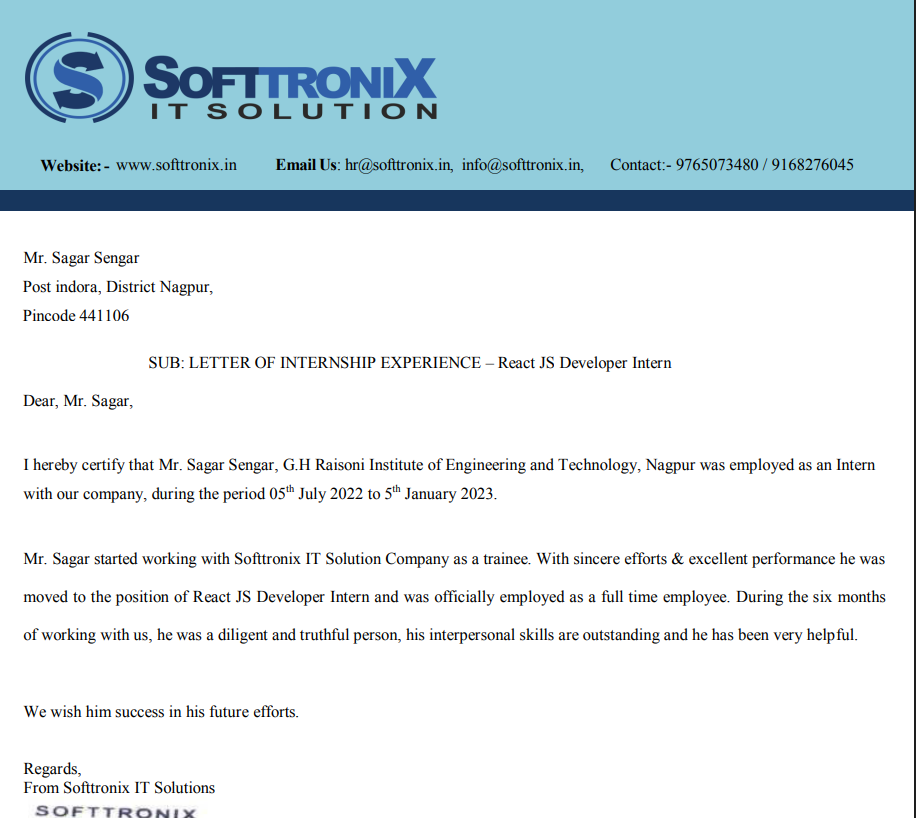 SOFTTRONIX
IT SOLUTION
Website:- www.softtronix.in Email Us: hr@softtronix.in, info@softtronix.in, Contact:- 9765073480 / 9168276045
Mr. Sagar Sengar
Post indora, District Nagpur,
Pincode 441106
SUB: LETTER OF INTERNSHIP EXPERIENCE – React JS Developer Intern
Dear, Mr. Sagar,
I hereby certify that Mr. Sagar Sengar, G.H Raisoni Institute of Engineering and Technology, Nagpur was employed as an Intern
with our company, during the period 05th July 2022 to 5th January 2023.
Mr. Sagar started working with Softtronix IT Solution Company as a trainee. With sincere efforts & excellent performance he was
moved to the position of React JS Developer Intern and was officially employed as a full time employee. During the six months
of working with us, he was a diligent and truthful person, his interpersonal skills are outstanding and he has been very helpful.
We wish him success in his future efforts.
Regards,
From Softtronix IT Solutions
SOFTTRONIX